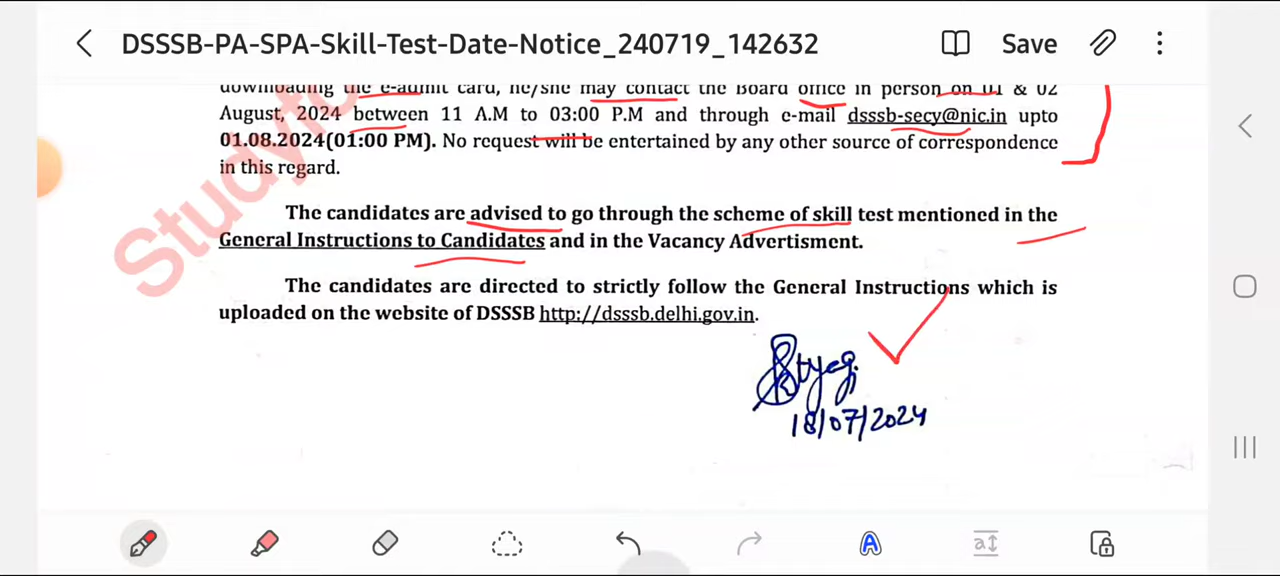 DSSSB-PA-SPA-Skill-Test-Date-Notice_240719_142632
Save
downloading the e-admit card, he/she may contact the Board office in person on 01 & 02
August, 2024 between 11 A.M to 03:00 P.M and through e-mail dsssb-secy@nic.in upto
01.08.2024(01:00 PM). No request will be entertained by any other source of correspondence
in this regard.
The candidates are advised to go through the scheme of skill test mentioned in the
General Instructions to Candidates and in the Vacancy Advertisment.
The candidates are directed to strictly follow the General Instructions which is
uploaded on the website of DSSSB http://dsssb.delhi.gov.in.
18/07/2024
Study